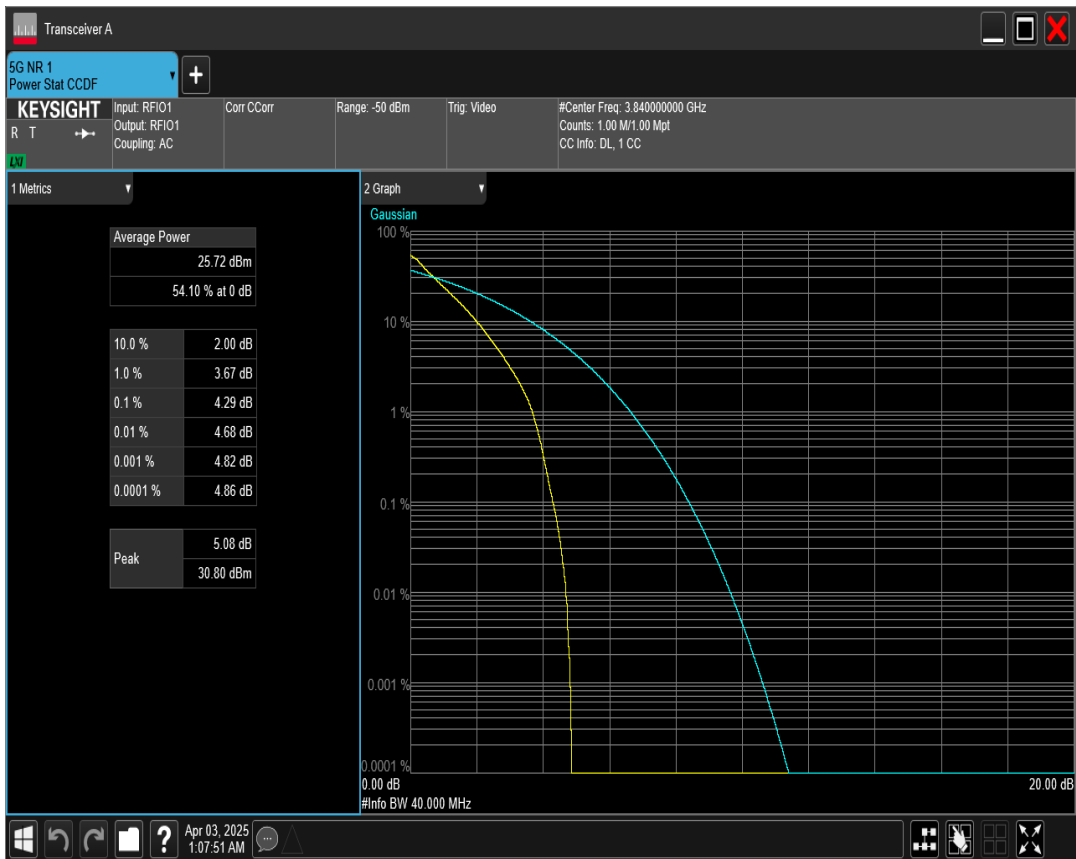 Transceiver A
5G NR 1
Power Stat CCDF
+
KEYSIGHT
R T
LXI
Input: RFIO1
Output: RFIO1
Coupling: AC
Corr CCorr
Range: -50 dBm
Trig: Video
#Center Freq: 3.840000000 GHz
Counts: 1.00 M/1.00 Mpt
CC Info: DL, 1 CC
1 Metrics
Average Power
25.72 dBm
54.10 % at 0 dB
10.0 % 2.00 dB
1.0 % 3.67 dB
0.1 % 4.29 dB
0.01 % 4.68 dB
0.001 % 4.82 dB
0.0001 % 4.86 dB
Peak
5.08 dB
30.80 dBm
2 Graph
Gaussian
100 %
10 %
1 %
0.1 %
0.01 %
0.001 %
0.0001 %
0.00 dB
20.00 dB
#Info BW 40.000 MHz
?
Apr 03, 2025
1:07:51 AM